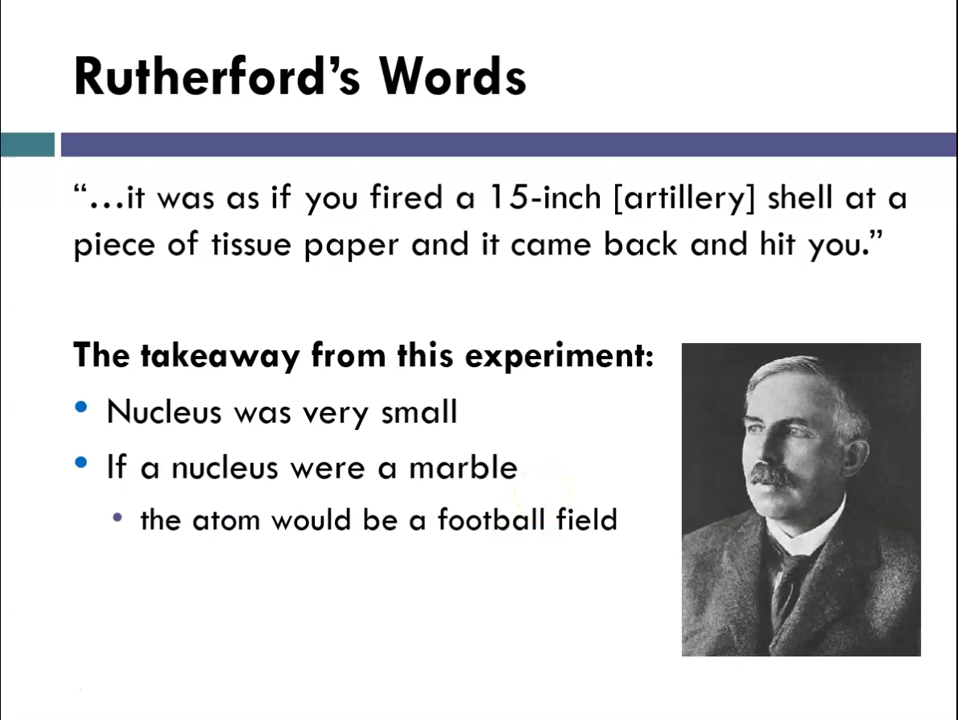 Rutherford’s Words
“…it was as if you fired a 15-inch [artillery] shell at a
piece of tissue paper and it came back and hit you.”
The takeaway from this experiment:
• Nucleus was very small
• If a nucleus were a marble
• the atom would be a football field